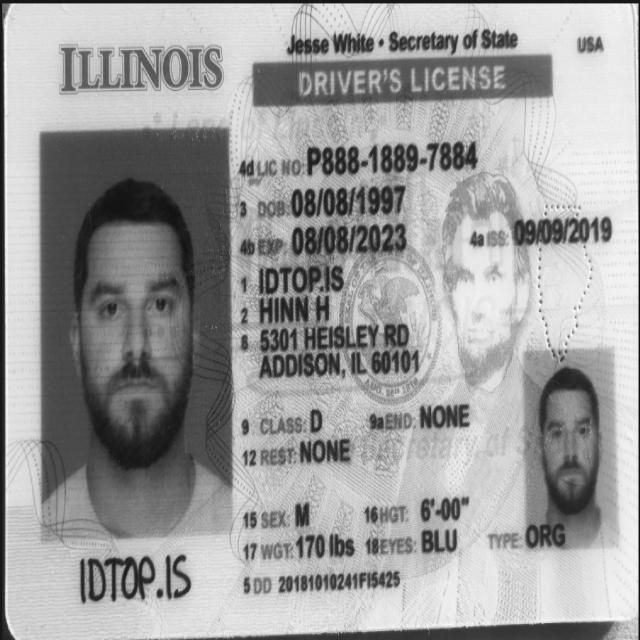 Jesse White • Secretary of State
USA
ILLINOIS
DRIVER'S LICENSE
4d LIC NO: P888-1889-7884
3 DOB: 08/08/1997
4b EXP: 08/08/2023
4a ISS: 09/09/2019
1 IDTOP.IS
2 HINN H
8 5301 HEISLEY RD
ADDISON, IL 60101
9 CLASS: D
9a END: NONE
12 REST: NONE
15 SEX: M
16 HGT: 6'-00"
17 WGT: 170 lbs
18 EYES: BLU
TYPE: ORG
5 DD 20181010241FI5425
IDTOP.IS